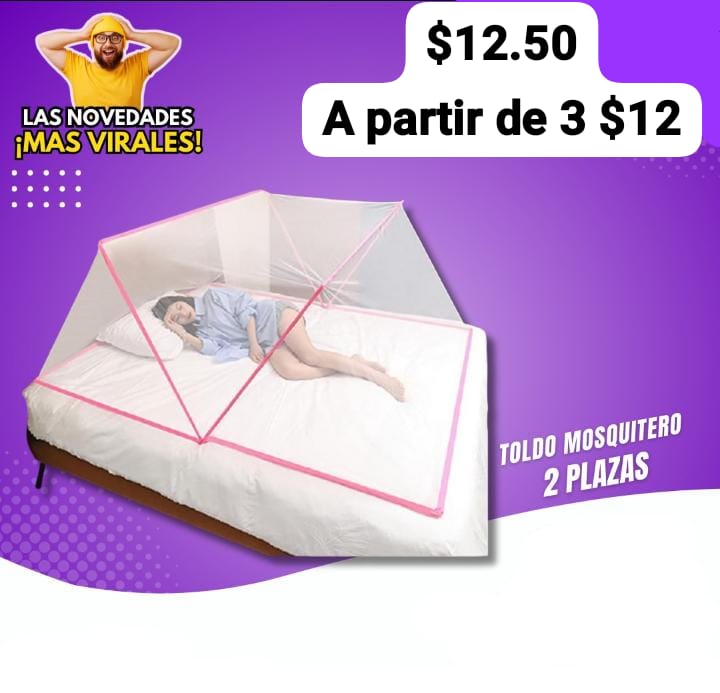 LAS NOVEDADES
¡MAS VIRALES!
$12.50
A partir de 3 $12
TOLDO MOSQUITERO
2 PLAZAS